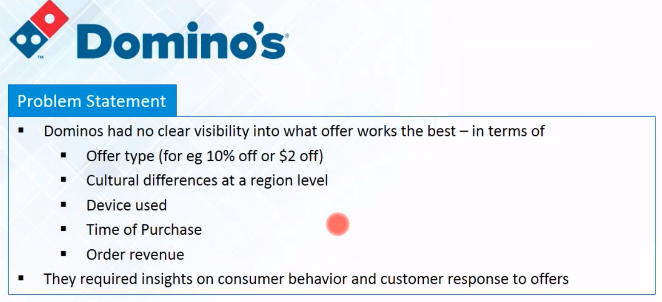 Domino's
TM
Problem Statement
▪ Dominos had no clear visibility into what offer works the best – in terms of
▪ Offer type (for eg 10% off or $2 off)
▪ Cultural differences at a region level
▪ Device used
▪ Time of Purchase
▪ Order revenue
▪ They required insights on consumer behavior and customer response to offers